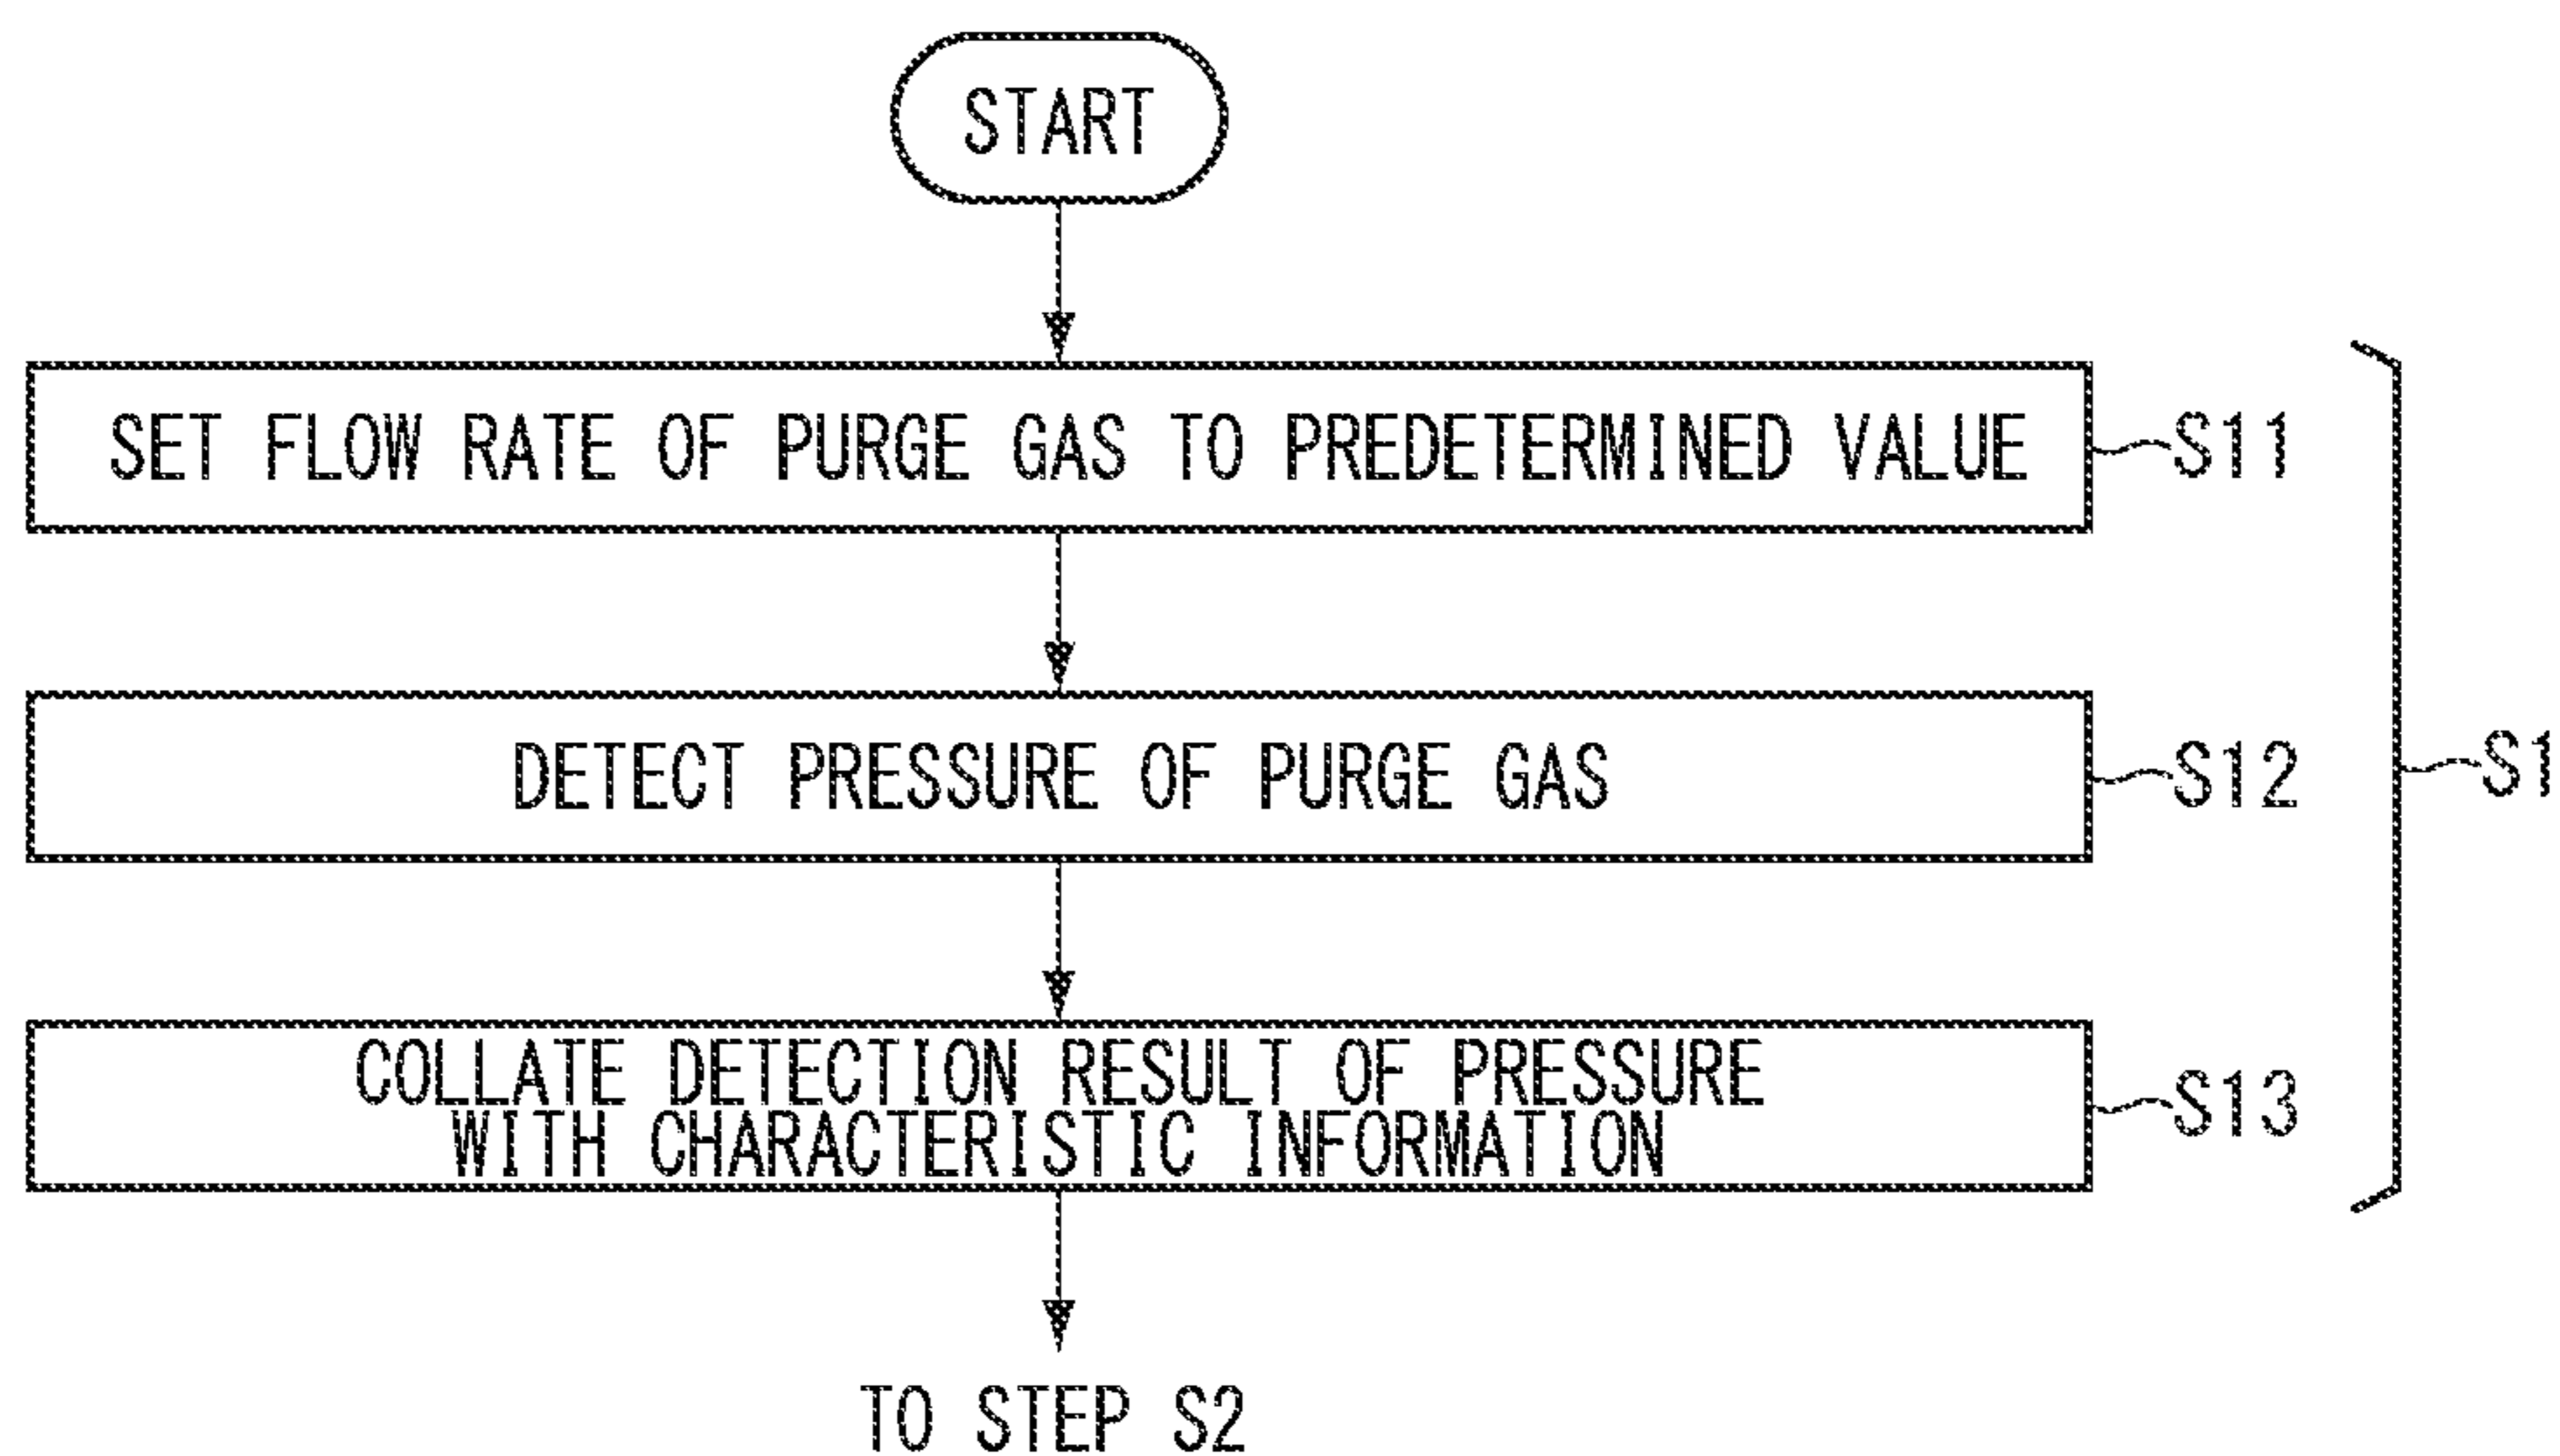 START
SET FLOW RATE OF PURGE GAS TO PREDETERMINED VALUE
S11
DETECT PRESSURE OF PURGE GAS
S12
S1
COLLATE DETECTION RESULT OF PRESSURE
WITH CHARACTERISTIC INFORMATION
S13
TO STEP S2